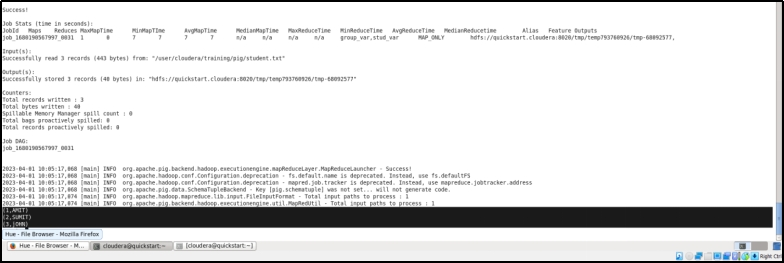 Success!
Job Stats (time in seconds):
JobId Maps Reduces MaxMapTime MinMapTime AvgMapTime MedianMapTime MaxReduceTime MinReduceTime AvgReduceTime MedianReducetime Alias Feature Outputs
job_1680190567997_0031 1 0 7 7 7 7 n/a n/a n/a n/a group_var,stud_var MAP_ONLY hdfs://quickstart.cloudera:8020/tmp/temp793760926/tmp-68092577,
Input(s):
Successfully read 3 records (443 bytes) from: "/user/cloudera/training/pig/student.txt"
Output(s):
Successfully stored 3 records (40 bytes) in: "hdfs://quickstart.cloudera:8020/tmp/temp793760926/tmp-68092577"
Counters:
Total records written : 3
Total bytes written : 40
Spillable Memory Manager spill count : 0
Total bags proactively spilled: 0
Total records proactively spilled: 0
Job DAG:
job_1680190567997_0031
2023-04-01 10:05:17,068 [main] INFO org.apache.pig.backend.hadoop.executionengine.mapReduceLayer.MapReduceLauncher - Success!
2023-04-01 10:05:17,068 [main] INFO org.apache.hadoop.conf.Configuration.deprecation - fs.default.name is deprecated. Instead, use fs.defaultFS
2023-04-01 10:05:17,068 [main] INFO org.apache.hadoop.conf.Configuration.deprecation - mapred.job.tracker is deprecated. Instead, use mapreduce.jobtracker.address
2023-04-01 10:05:17,068 [main] INFO org.apache.pig.data.SchemaTupleBackend - Key [pig.schematuple] was not set... will not generate code.
2023-04-01 10:05:17,074 [main] INFO org.apache.hadoop.mapreduce.lib.input.FileInputFormat - Total input paths to process : 1
2023-04-01 10:05:17,074 [main] INFO org.apache.pig.backend.hadoop.executionengine.util.MapRedUtil - Total input paths to process : 1
(1,AMIT)
(2,SUMIT)
(3,JOHN)
Hue - File Browser - Mozilla Firefox
Hue - File Browser - M... cloudera@quickstart:~ [cloudera@quickstart:~]
Right Ctrl